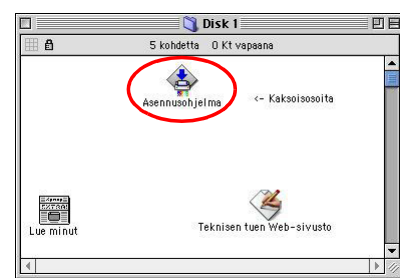 Disk 1
5 kohdetta 0 Kt vapaana
Asennusohjelma
<- Kaksoisosoita
Lue minut
Teknisen tuen Web-sivusto